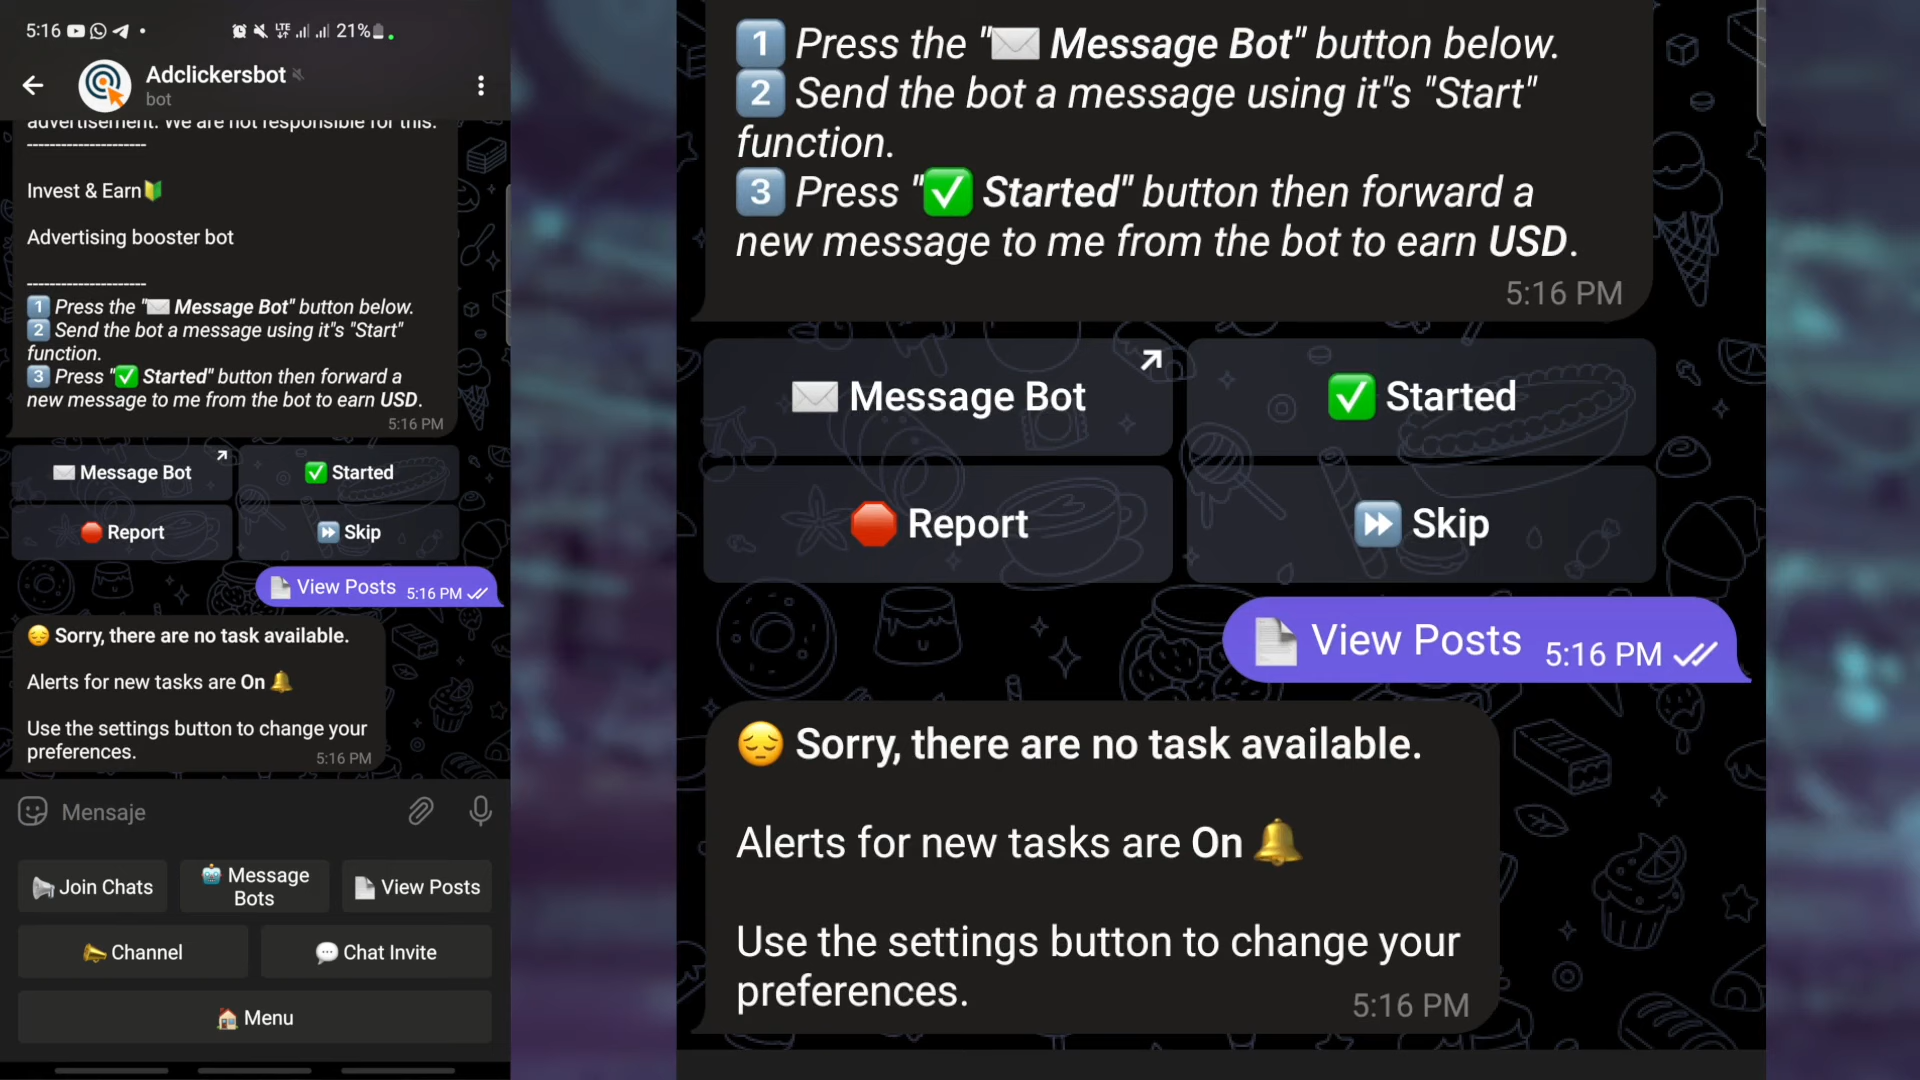 5:16
LTE
21%
Adclickersbot
bot
advertisement. We are not responsible for this.
---------------------
Invest & Earn🔰
Advertising booster bot
---------------------
1️⃣ Press the "✉️ Message Bot" button below.
2️⃣ Send the bot a message using it"s "Start"
function.
3️⃣ Press "✅ Started" button then forward a
new message to me from the bot to earn USD.
5:16 PM
✉️ Message Bot
✅ Started
🛑 Report
⏩ Skip
📄 View Posts 5:16 PM
😔 Sorry, there are no task available.
Alerts for new tasks are On 🔔
Use the settings button to change your
preferences.
5:16 PM
Mensaje
📢 Join Chats
🤖 Message
Bots
📄 View Posts
📣 Channel
💬 Chat Invite
🏠 Menu
1️⃣ Press the "✉️ Message Bot" button below.
2️⃣ Send the bot a message using it"s "Start"
function.
3️⃣ Press "✅ Started" button then forward a
new message to me from the bot to earn USD.
5:16 PM
✉️ Message Bot
✅ Started
🛑 Report
⏩ Skip
📄 View Posts 5:16 PM
😔 Sorry, there are no task available.
Alerts for new tasks are On 🔔
Use the settings button to change your
preferences.
5:16 PM